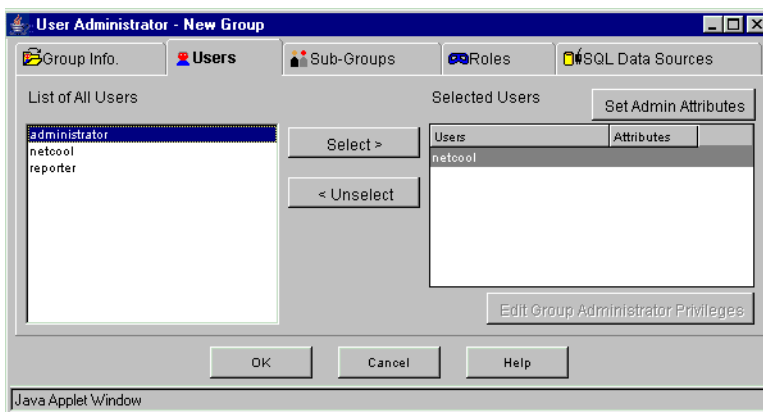 User Administrator - New Group
Group Info.
Users
Sub-Groups
Roles
SQL Data Sources
List of All Users
Selected Users
Set Admin Attributes
administrator
netcool
reporter
Select >
< Unselect
Users Attributes
netcool
Edit Group Administrator Privileges
OK
Cancel
Help
Java Applet Window